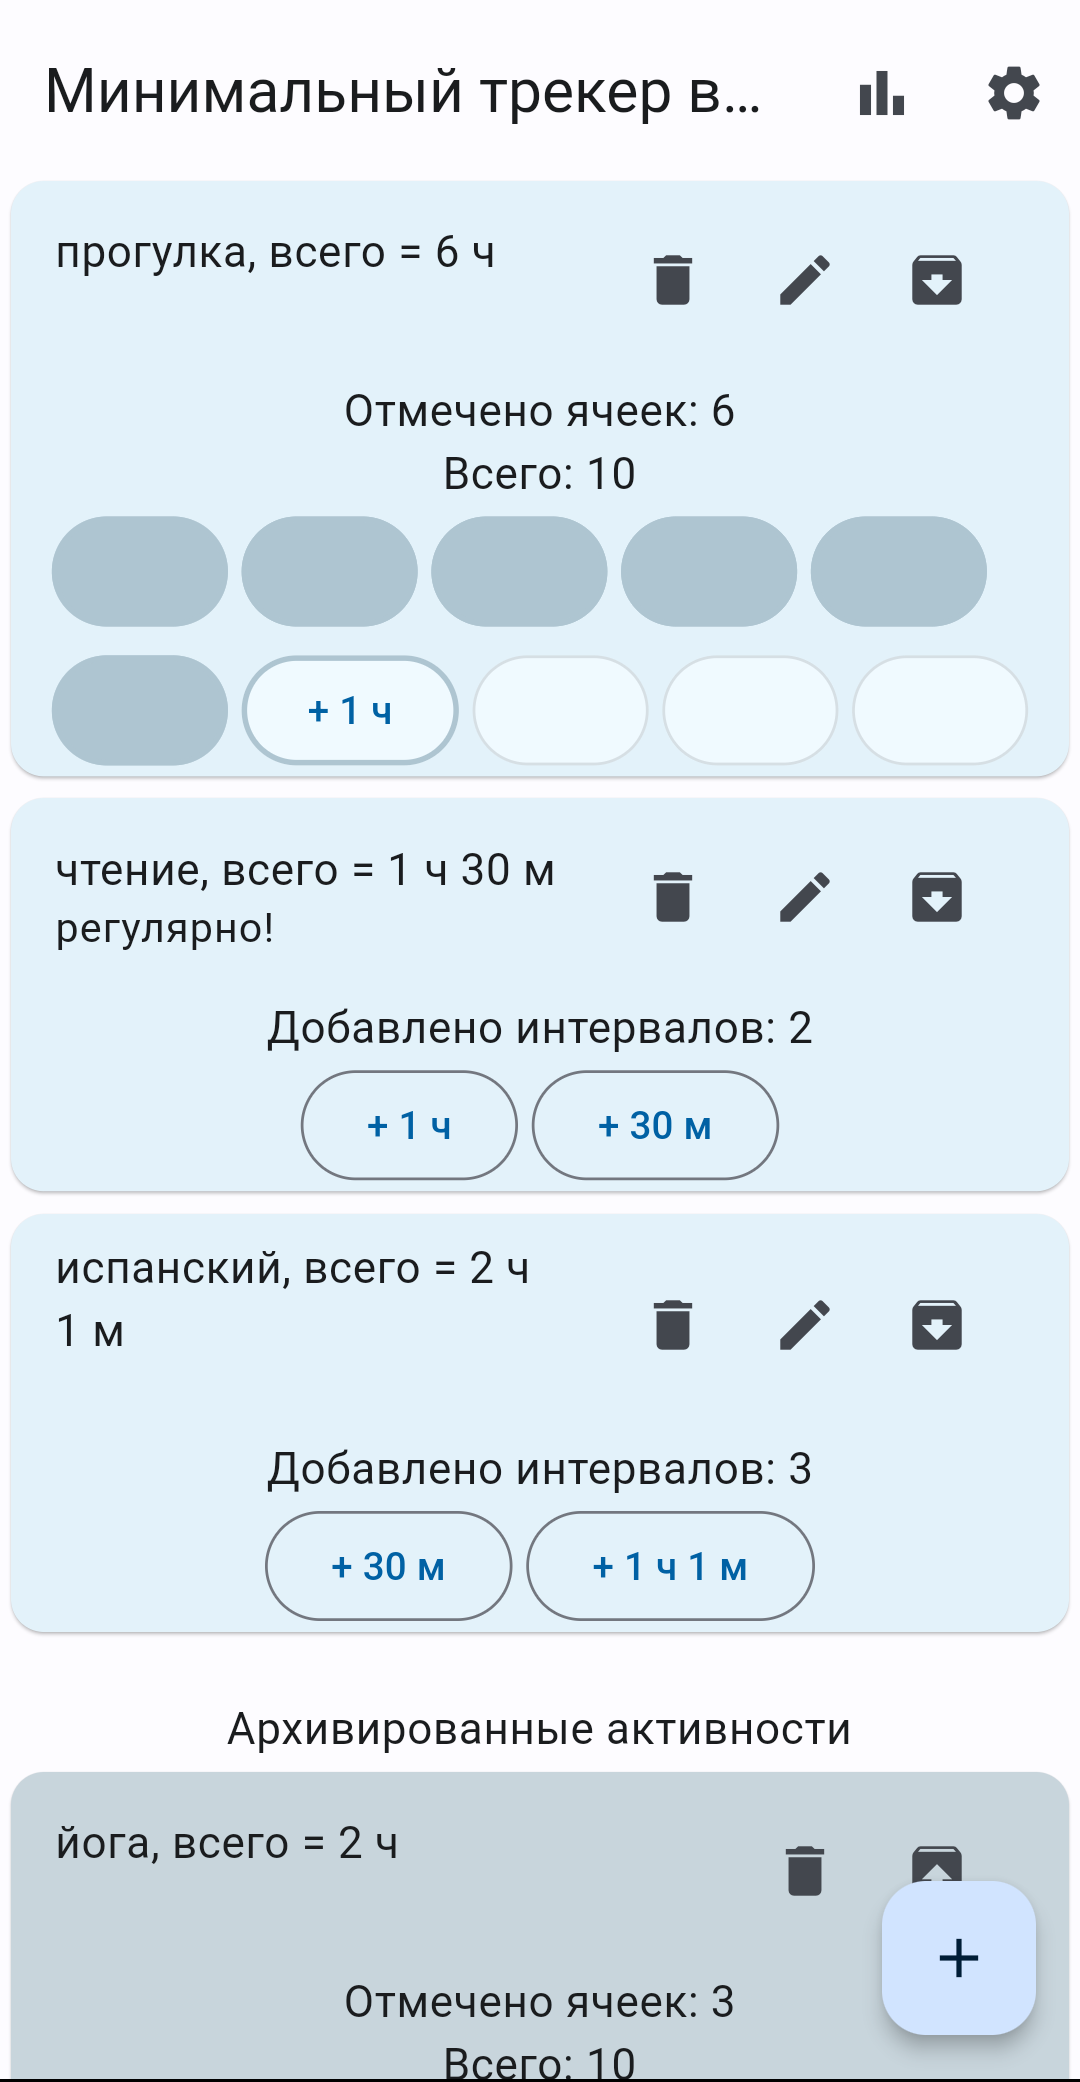 Минимальный трекер в...
прогулка, всего = 6 ч
Отмечено ячеек: 6
Всего: 10
+ 1 ч
чтение, всего = 1 ч 30 м
регулярно!
Добавлено интервалов: 2
+ 1 ч
+ 30 м
испанский, всего = 2 ч
1 м
Добавлено интервалов: 3
+ 30 м
+ 1 ч 1 м
Архивированные активности
йога, всего = 2 ч
Отмечено ячеек: 3
Всего: 10